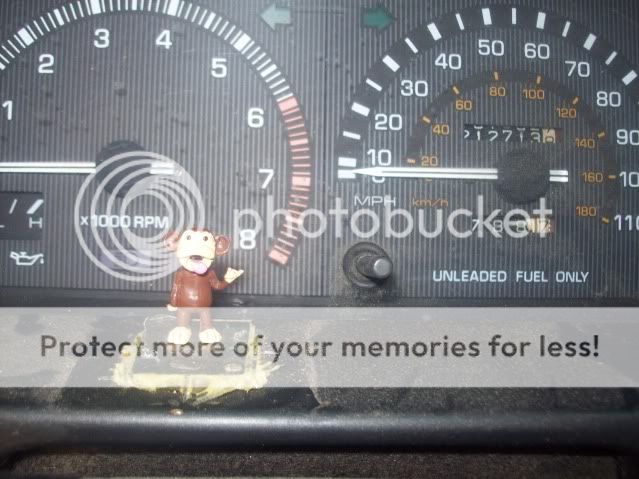 1 2 3 4 5 6 7 8
x1000 RPM
L H
10 20 30 40 50 60 70 80 90
110
20 40 60 80 100 120 140 160 180
MPH
km/h
photobucket
UNLEADED FUEL ONLY
Protect more of your memories for less!